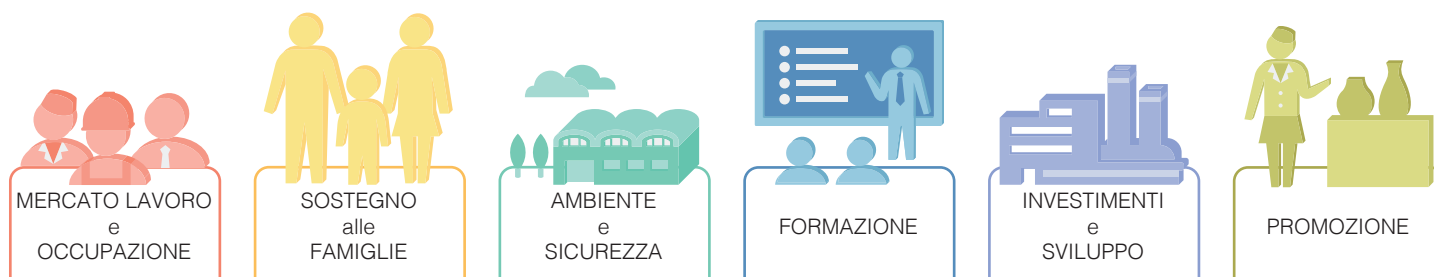 MERCATO LAVORO
e
OCCUPAZIONE
SOSTEGNO
alle
FAMIGLIE
AMBIENTE
e
SICUREZZA
FORMAZIONE
INVESTIMENTI
e
SVILUPPO
PROMOZIONE